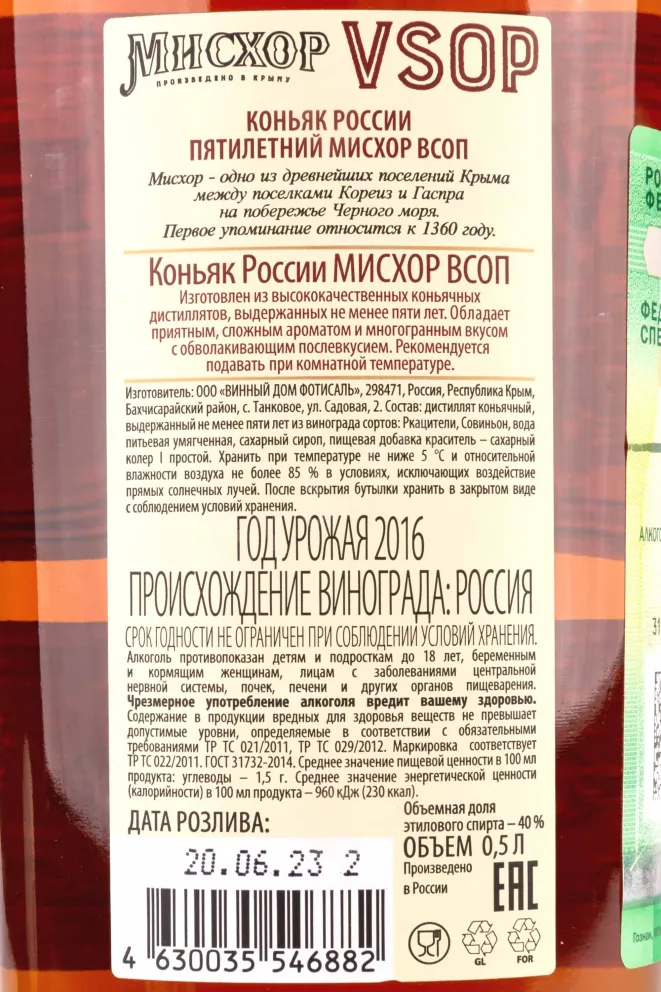 МИСХОР VSOP
ПРОИЗВЕДЕНО В КРЫМУ
КОНЬЯК РОССИИ
ПЯТИЛЕТНИЙ МИСХОР ВСОП
Мисхор - одно из древнейших поселений Крыма
между поселками Кореиз и Гаспра
на побережье Черного моря.
Первое упоминание относится к 1360 году.
Коньяк России МИСХОР ВСОП
Изготовлен из высококачественных коньячных
дистиллятов, выдержанных не менее пяти лет. Обладает
приятным, сложным ароматом и многогранным вкусом
с обволакивающим послевкусием. Рекомендуется
подавать при комнатной температуре.
Изготовитель: ООО «ВИННЫЙ ДОМ ФОТИСАЛЬ», 298471, Россия, Республика Крым,
Бахчисарайский район, с. Танковое, ул. Садовая, 2. Состав: дистиллят коньячный,
выдержанный не менее пяти лет из винограда сортов: Ркацители, Совиньон, вода
питьевая умягченная, сахарный сироп, пищевая добавка краситель – сахарный
колер I простой. Хранить при температуре не ниже 5 °С и относительной
влажности воздуха не более 85 % в условиях, исключающих воздействие
прямых солнечных лучей. После вскрытия бутылки хранить в закрытом виде
с соблюдением условий хранения.
ГОД УРОЖАЯ 2016
ПРОИСХОЖДЕНИЕ ВИНОГРАДА: РОССИЯ
СРОК ГОДНОСТИ НЕ ОГРАНИЧЕН ПРИ СОБЛЮДЕНИИ УСЛОВИЙ ХРАНЕНИЯ.
Алкоголь противопоказан детям и подросткам до 18 лет, беременным
и кормящим женщинам, лицам с заболеваниями центральной
нервной системы, почек, печени и других органов пищеварения.
Чрезмерное употребление алкоголя вредит вашему здоровью.
Содержание в продукции вредных для здоровья веществ не превышает
допустимые уровни, определяемые в соответствии с обязательными
требованиями ТР ТС 021/2011, ТР ТС 029/2012. Маркировка соответствует
ТР ТС 022/2011. ГОСТ 31732-2014. Среднее значение пищевой ценности в 100 мл
продукта: углеводы – 1,5 г. Среднее значение энергетической ценности
(калорийности) в 100 мл продукта – 960 кДж (230 ккал).
ДАТА РОЗЛИВА:
20.06.23 2
4 630035 546882
Объемная доля
этилового спирта – 40 %
ОБЪЕМ 0,5 Л
Произведено
в России
EAC
GL
FOR
РО
ФЕ
ФЕД
СПЕ
АЛКОГО
31
Гознак,